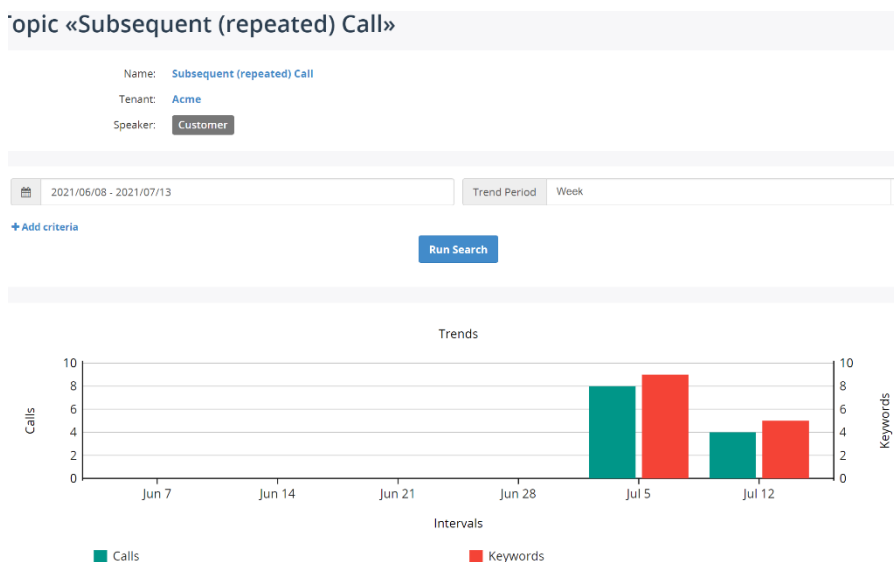 Topic «Subsequent (repeated) Call»
Name: Subsequent (repeated) Call
Tenant: Acme
Speaker: Customer
2021/06/08 - 2021/07/13 Trend Period Week
+ Add criteria
Run Search
Trends
10 10
8 8
6 6
4 4
2 2
0 0
Calls
Keywords
Jun 7 Jun 14 Jun 21 Jun 28 Jul 5 Jul 12
Intervals
Calls Keywords